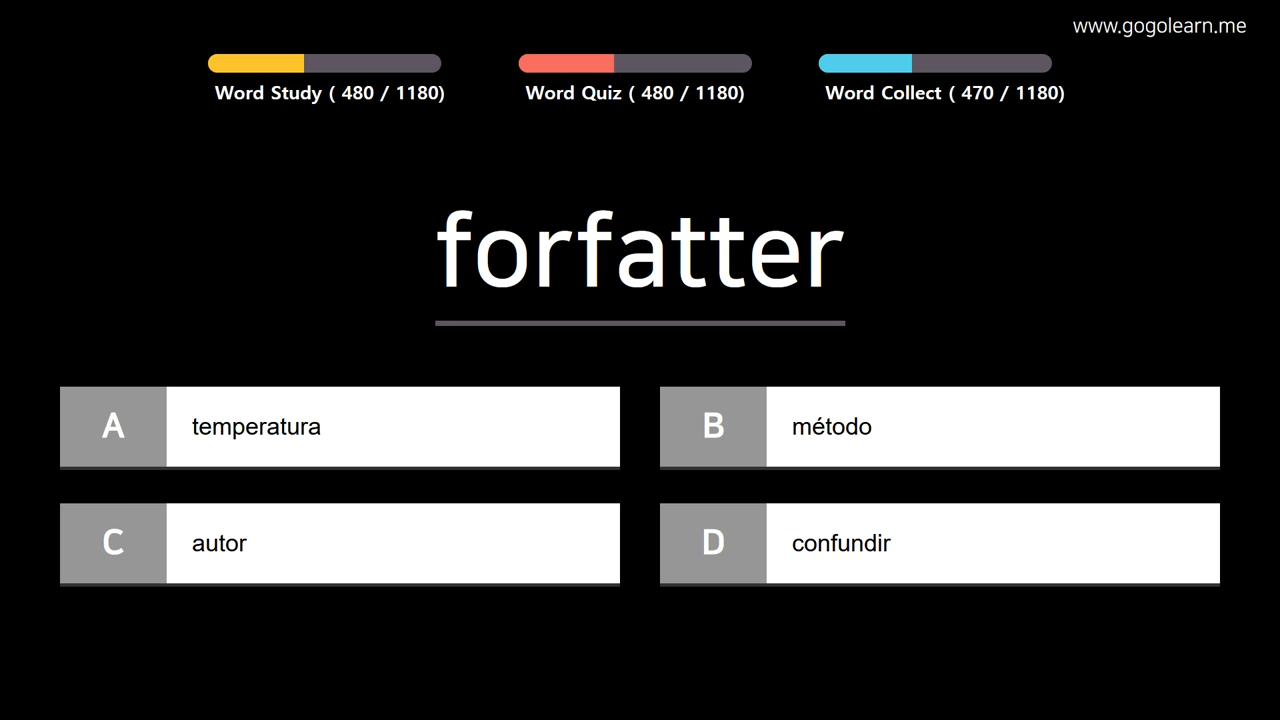 www.gogolearn.me
Word Study ( 480 / 1180)
Word Quiz ( 480 / 1180)
Word Collect ( 470 / 1180)
forfatter
A temperatura
B método
C autor
D confundir